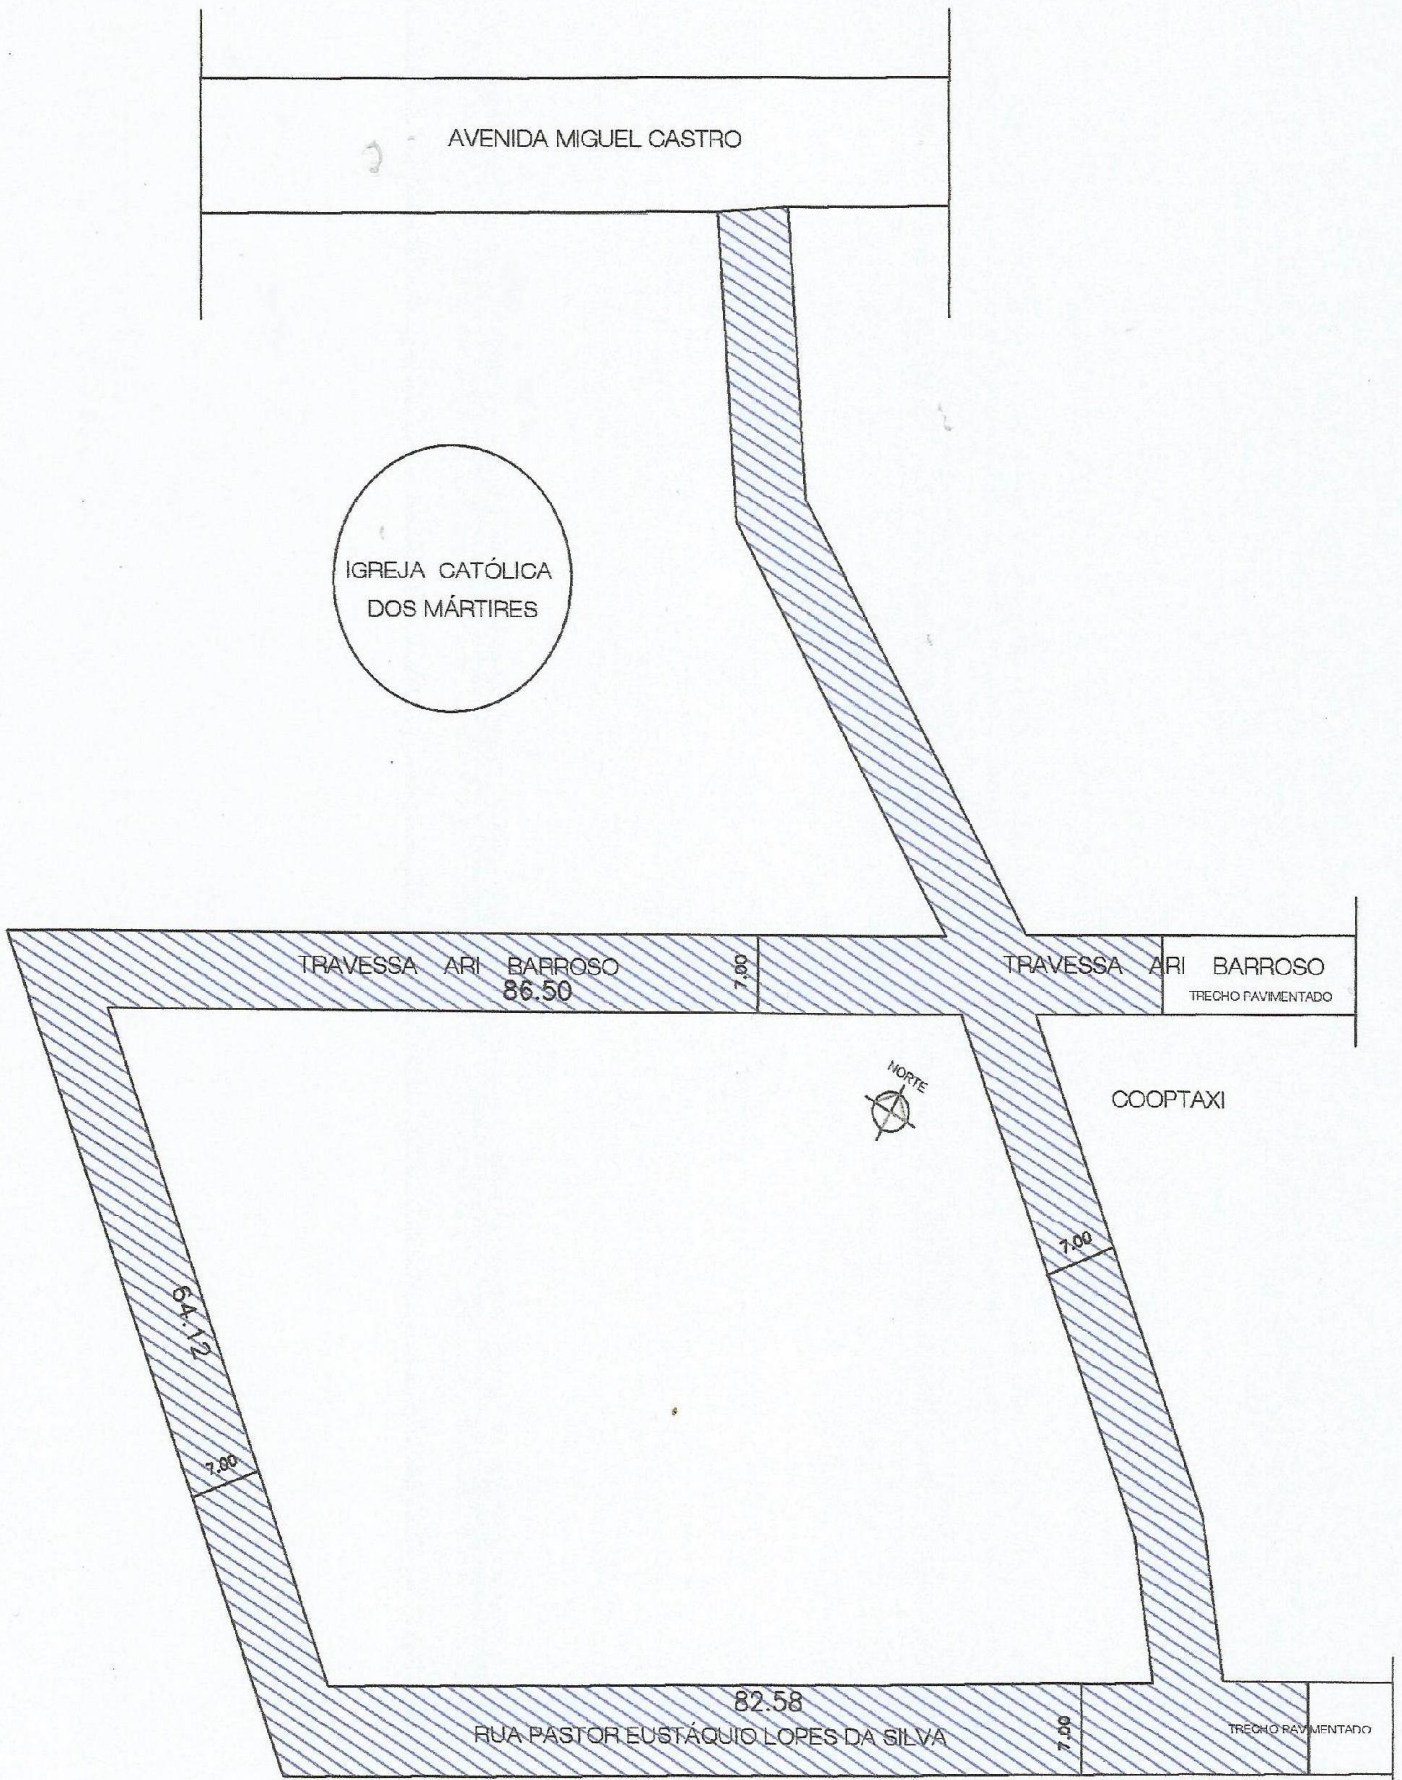 AVENIDA MIGUEL CASTRO
IGREJA CATÓLICA
DOS MÁRTIRES
TRAVESSA ARI BARROSO
86.50
7.00
TRAVESSA ARI BARROSO
TRECHO PAVIMENTADO
NORTE
COOPTAXI
7.00
64.12
7.00
82.58
RUA PASTOR EUSTÁQUIO LOPES DA SILVA
7.00
TRECHO PAVIMENTADO